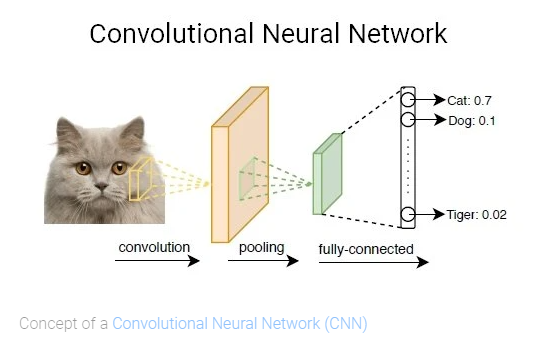 Convolutional Neural Network
Cat: 0.7
Dog: 0.1
Tiger: 0.02
convolution
pooling
fully-connected
Concept of a Convolutional Neural Network (CNN)